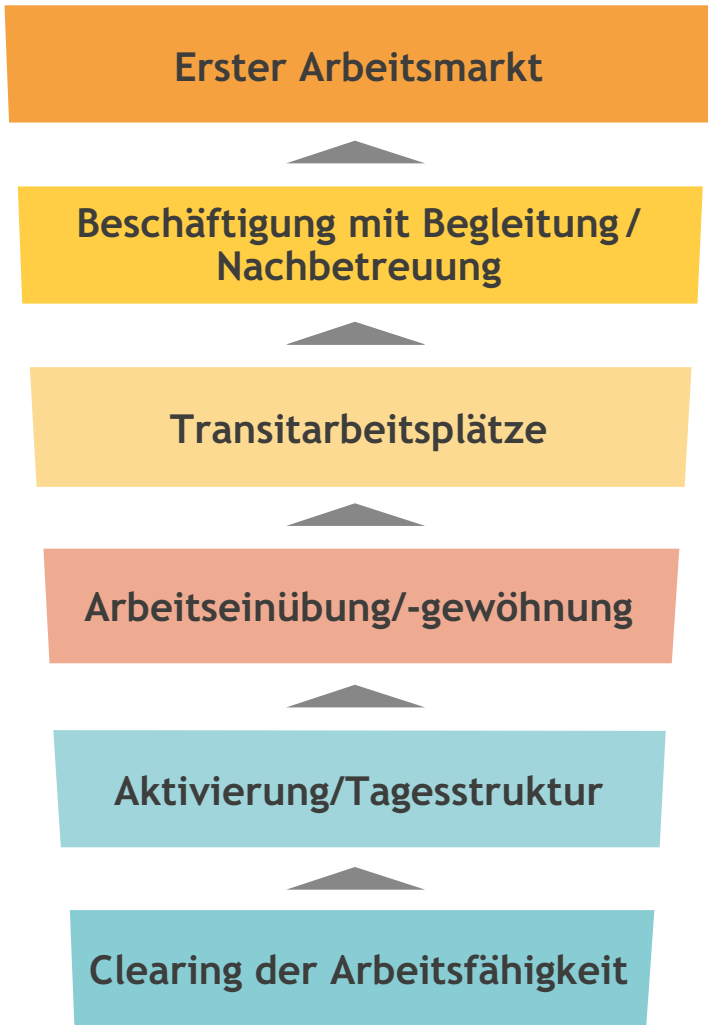 Erster Arbeitsmarkt
Beschäftigung mit Begleitung /
Nachbetreuung
Transitarbeitsplätze
Arbeitseinübung/-gewöhnung
Aktivierung/Tagesstruktur
Clearing der Arbeitsfähigkeit